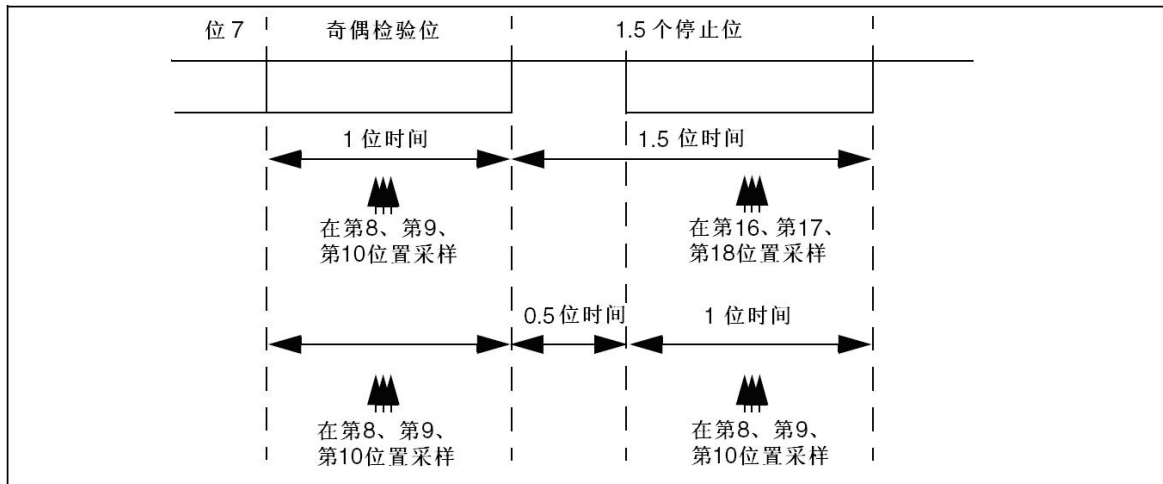 位 7 奇偶检验位 1.5 个停止位
1 位时间 1.5 位时间
在第8、第9、
第10位置采样
在第16、第17、
第18位置采样
0.5 位时间 1 位时间
在第8、第9、
第10位置采样
在第8、第9、
第10位置采样